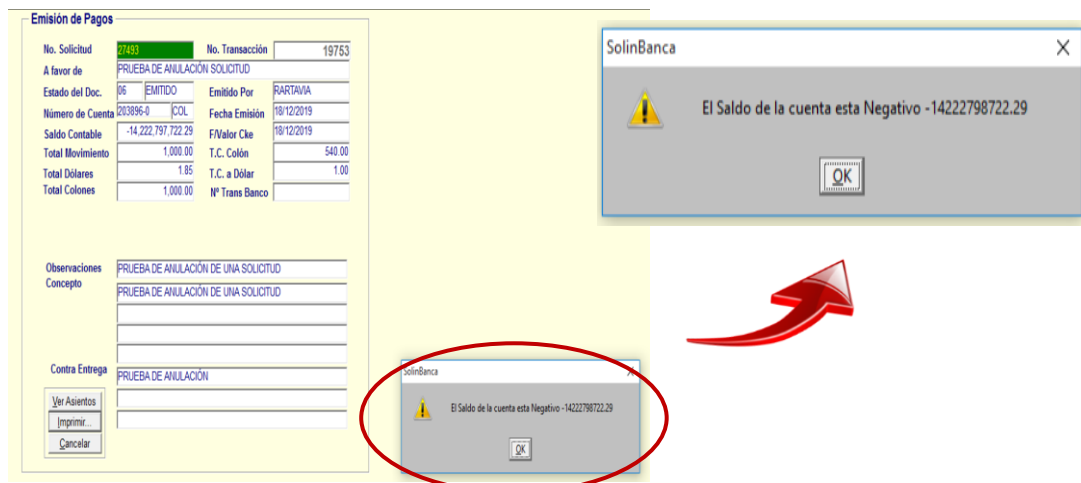 Emisión de Pagos
No. Solicitud 27493 No. Transacción 19753
A favor de PRUEBA DE ANULACIÓN SOLICITUD
Estado del Doc. 06 EMITIDO Emitido Por RARTAVIA
Número de Cuenta 203896-0 COL Fecha Emisión 18/12/2019
Saldo Contable -14,222,797,722.29 F/Valor Cke 18/12/2019
Total Movimiento 1,000.00 T.C. Colón 540.00
Total Dólares 1.85 T.C. a Dólar 1.00
Total Colones 1,000.00 Nº Trans Banco
Observaciones PRUEBA DE ANULACIÓN DE UNA SOLICITUD
Concepto PRUEBA DE ANULACIÓN DE UNA SOLICITUD
Contra Entrega PRUEBA DE ANULACIÓN
Ver Asientos
Imprimir...
Cancelar
SolinBanca X
El Saldo de la cuenta esta Negativo -14222798722.29
OK
SolinBanca X
El Saldo de la cuenta esta Negativo -14222798722.29
OK